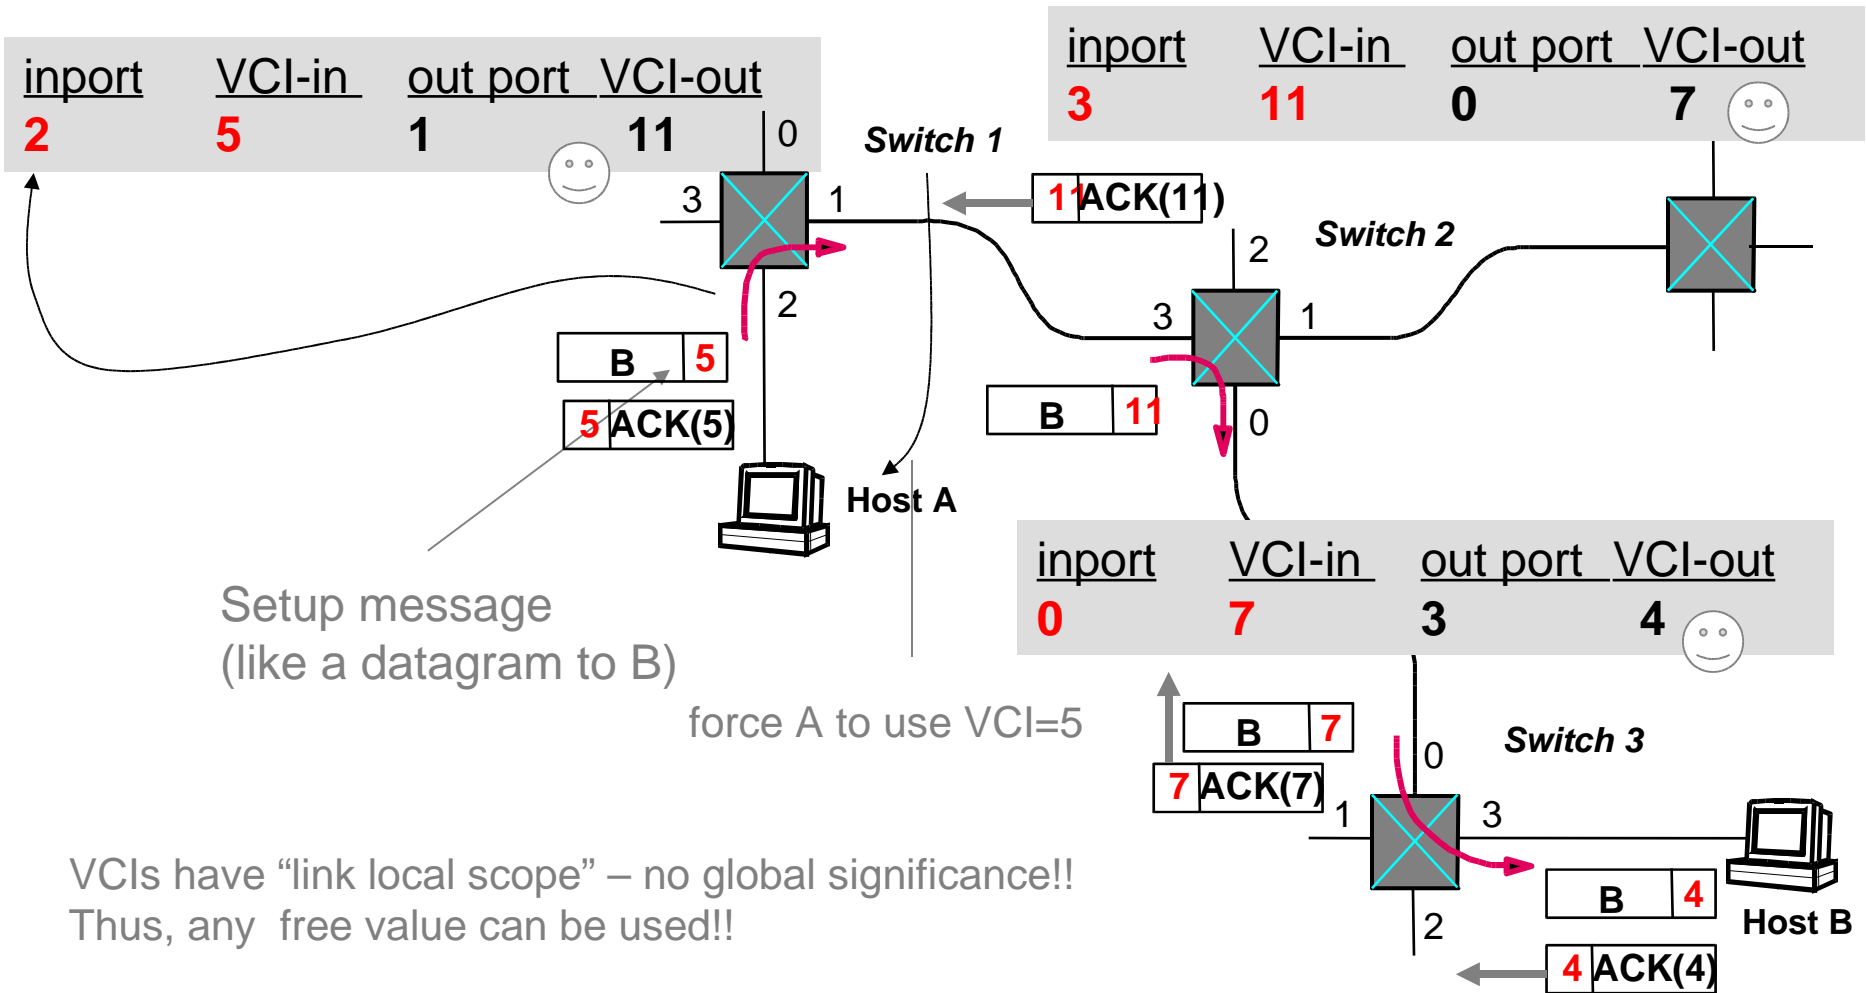 inport VCI-in out port VCI-out
2 5 1 11
inport VCI-in out port VCI-out
3 11 0 7
0
Switch 1
3
1
11 ACK(11)
Switch 2
2
2
3
1
B 5
B 11
0
5 ACK(5)
Host A
inport VCI-in out port VCI-out
0 7 3 4
Setup message
(like a datagram to B)
force A to use VCI=5
B 7
Switch 3
0
7 ACK(7)
1
3
VCIs have “link local scope” – no global significance!!
Thus, any free value can be used!!
B 4
Host B
2
4 ACK(4)